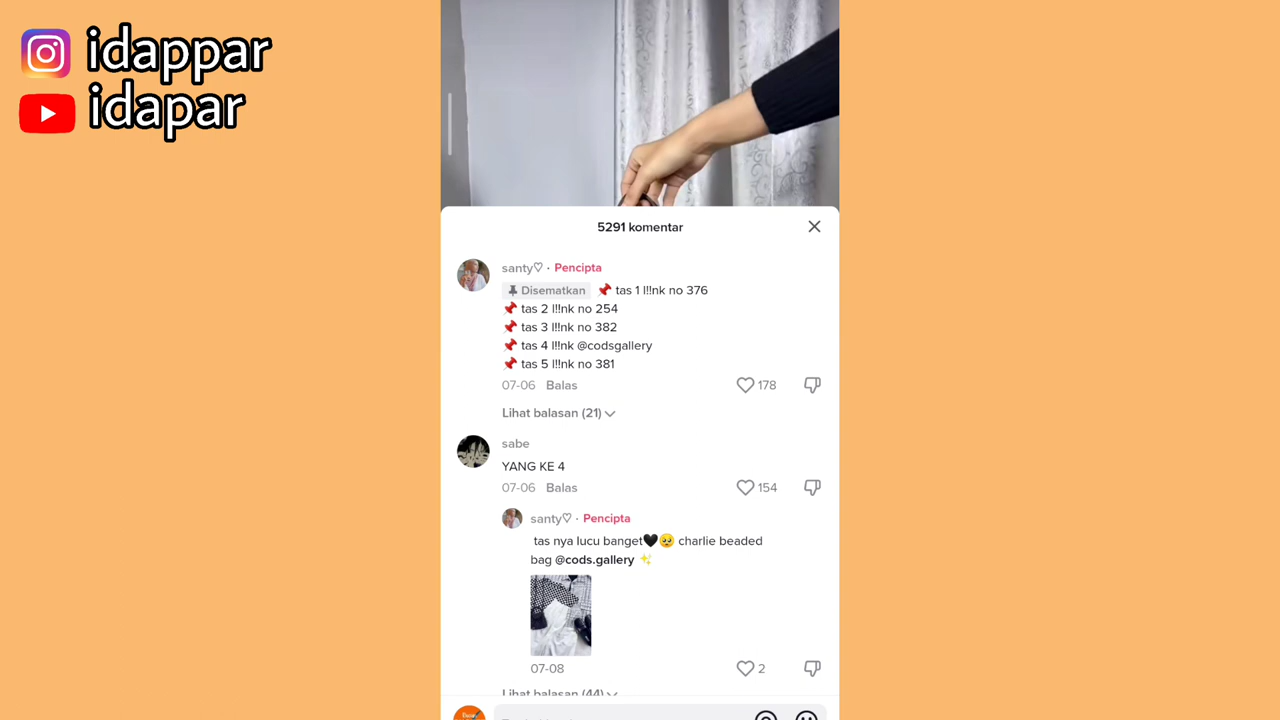 idappar
idapar
5291 komentar
santy♡ · Pencipta
Disematkan 📌 tas 1 l!!nk no 376
📌 tas 2 l!!nk no 254
📌 tas 3 l!!nk no 382
📌 tas 4 l!!nk @codsgallery
📌 tas 5 l!!nk no 381
07-06 Balas 178
Lihat balasan (21)
sabe
YANG KE 4
07-06 Balas 154
santy♡ · Pencipta
tas nya lucu banget🖤🥺 charlie beaded
bag @cods.gallery ✨
07-08 2
Lihat balasan (44)